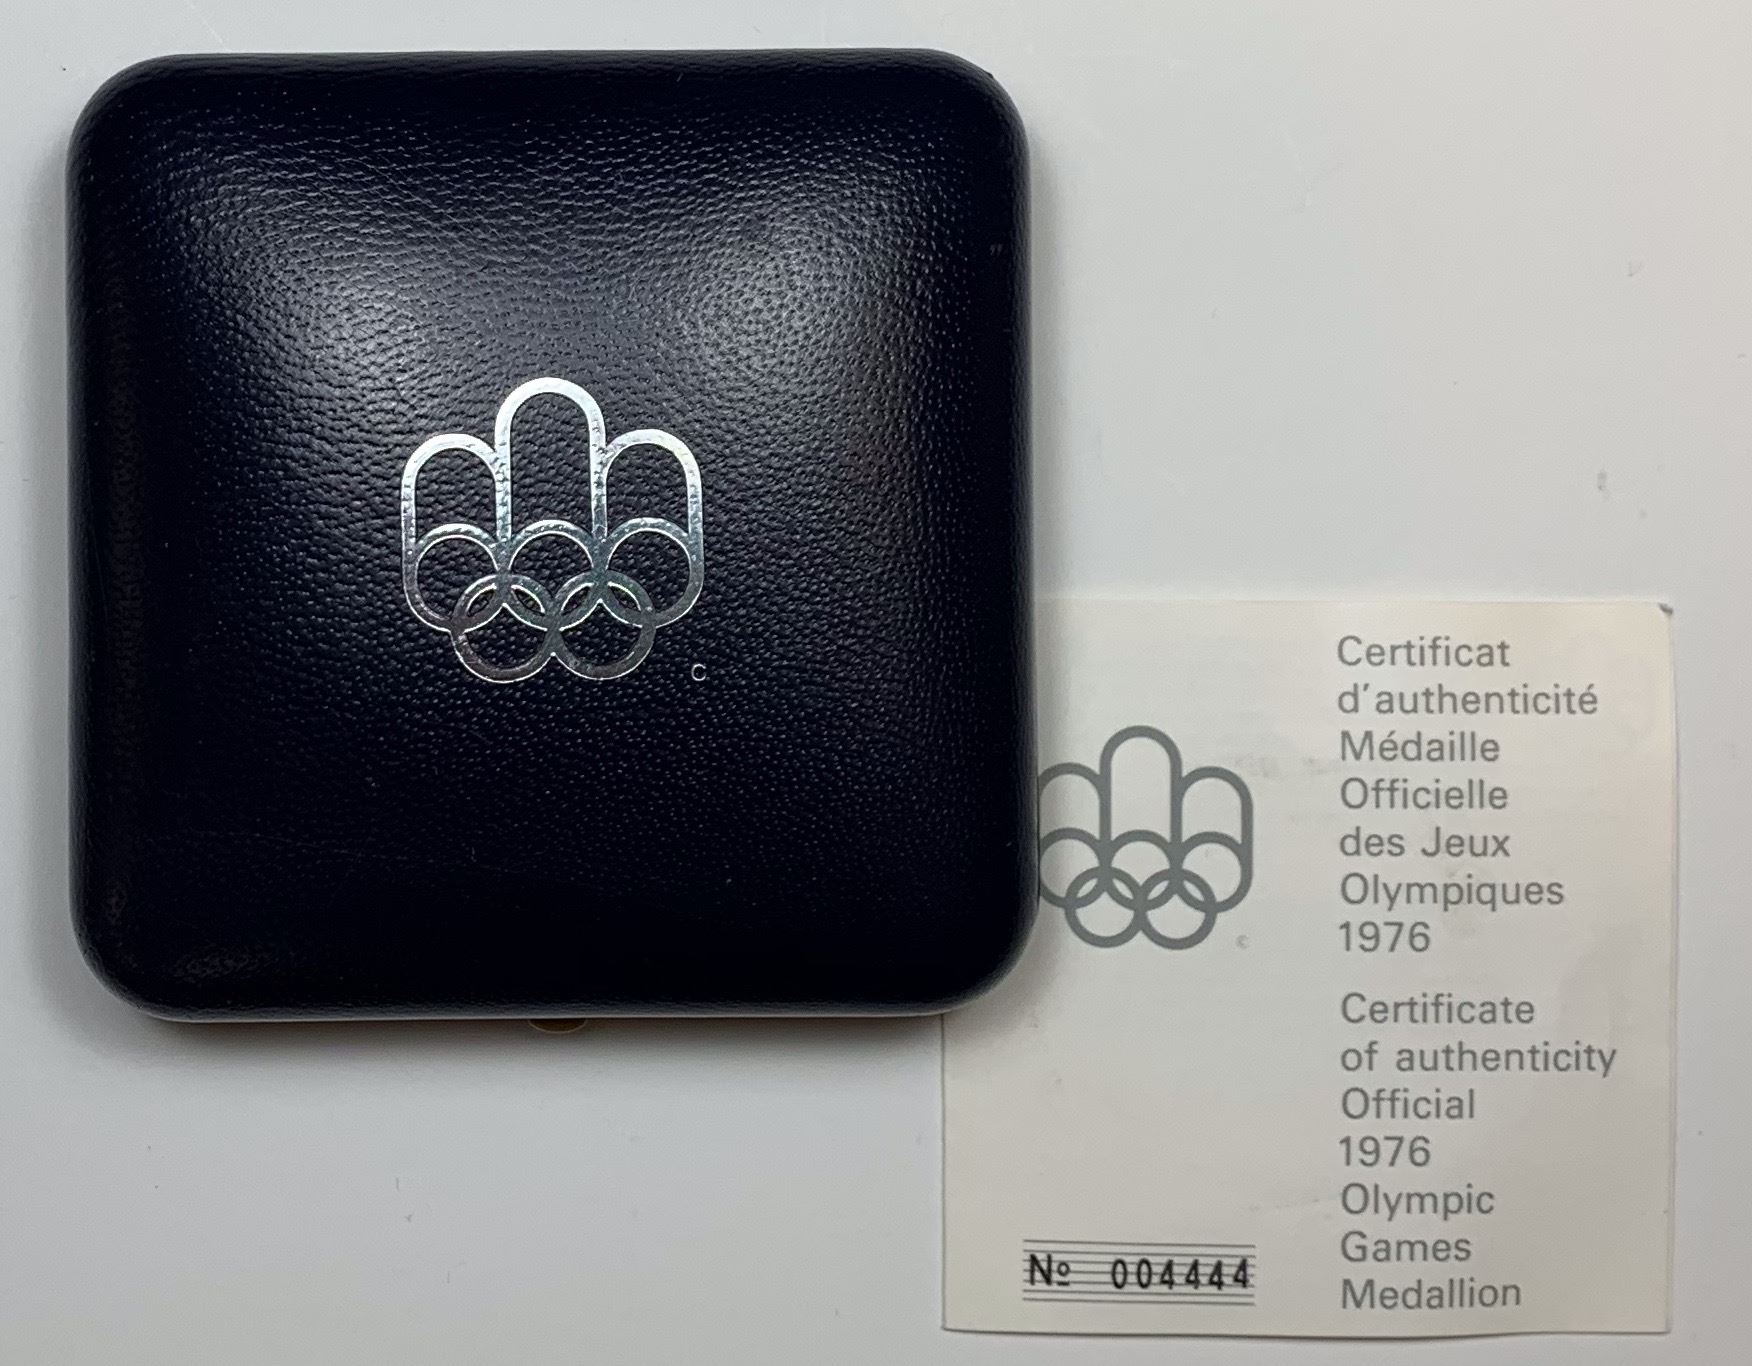 C
Certificat
d'authenticité
Médaille
Officielle
des Jeux
Olympiques
1976
©
Certificate
of authenticity
Official
1976
Olympic
Games
Medallion
Nº 004444